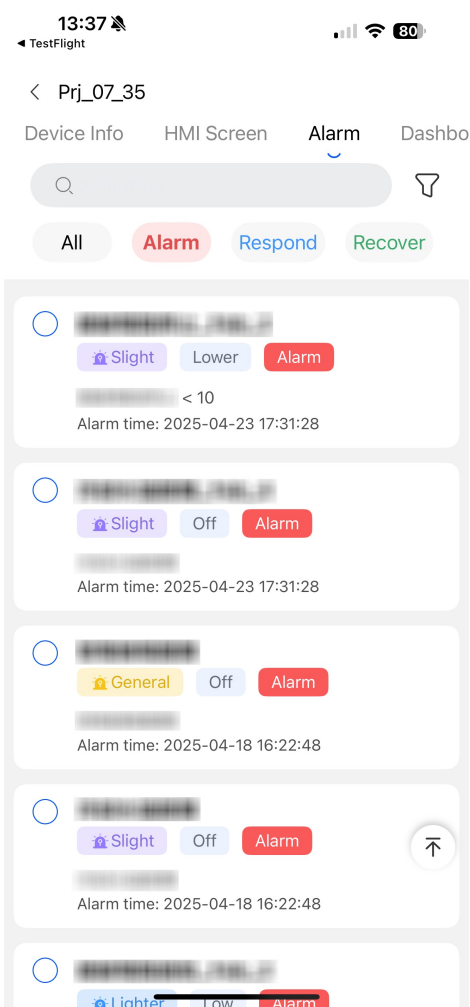 13:37
80
◀ TestFlight
Prj_07_35
Device Info HMI Screen Alarm Dashbo
All Alarm Respond Recover
Slight Lower Alarm
< 10
Alarm time: 2025-04-23 17:31:28
Slight Off Alarm
Alarm time: 2025-04-23 17:31:28
General Off Alarm
Alarm time: 2025-04-18 16:22:48
Slight Off Alarm
Alarm time: 2025-04-18 16:22:48
Lighter Low Alarm